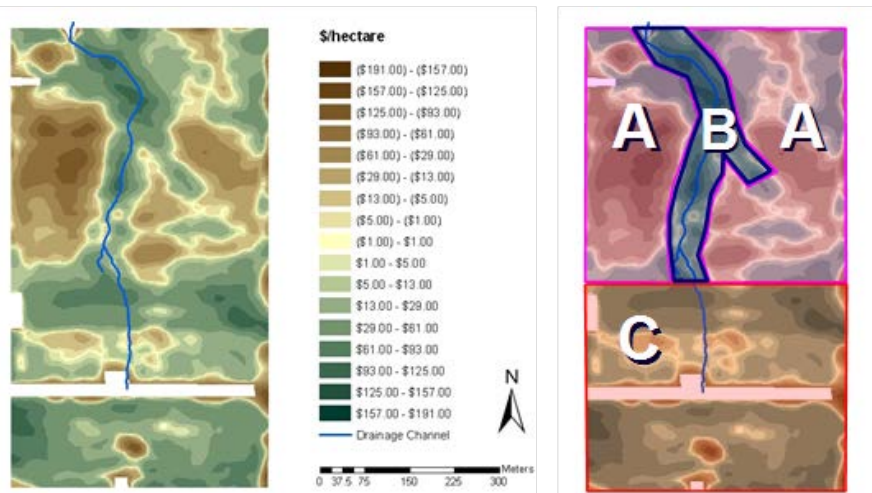 $/hectare
($191.00) - ($157.00)
($157.00) - ($125.00)
($125.00) - ($93.00)
($93.00) - ($61.00)
($61.00) - ($29.00)
($29.00) - ($13.00)
($13.00) - ($5.00)
($5.00) - ($1.00)
($1.00) - $1.00
$1.00 - $5.00
$5.00 - $13.00
$13.00 - $29.00
$29.00 - $61.00
$61.00 - $93.00
$93.00 - $125.00
$125.00 - $157.00
$157.00 - $191.00
Drainage Channel
N
Meters
0 37.5 75 150 225 300
A B A
C